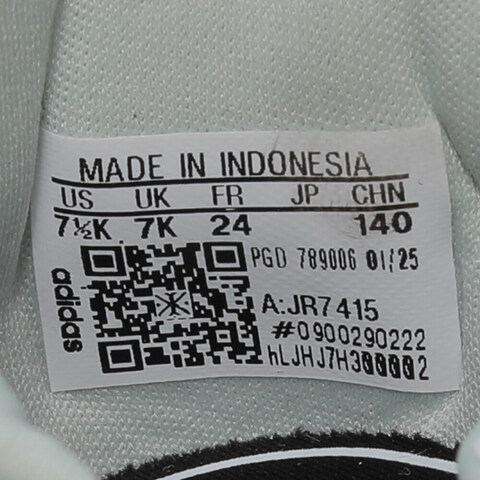 MADE IN INDONESIA
US UK FR JP CHN
7½K 7K 24 140
PGD 789006 01/25
adidas
A:JR7415
#0900290222